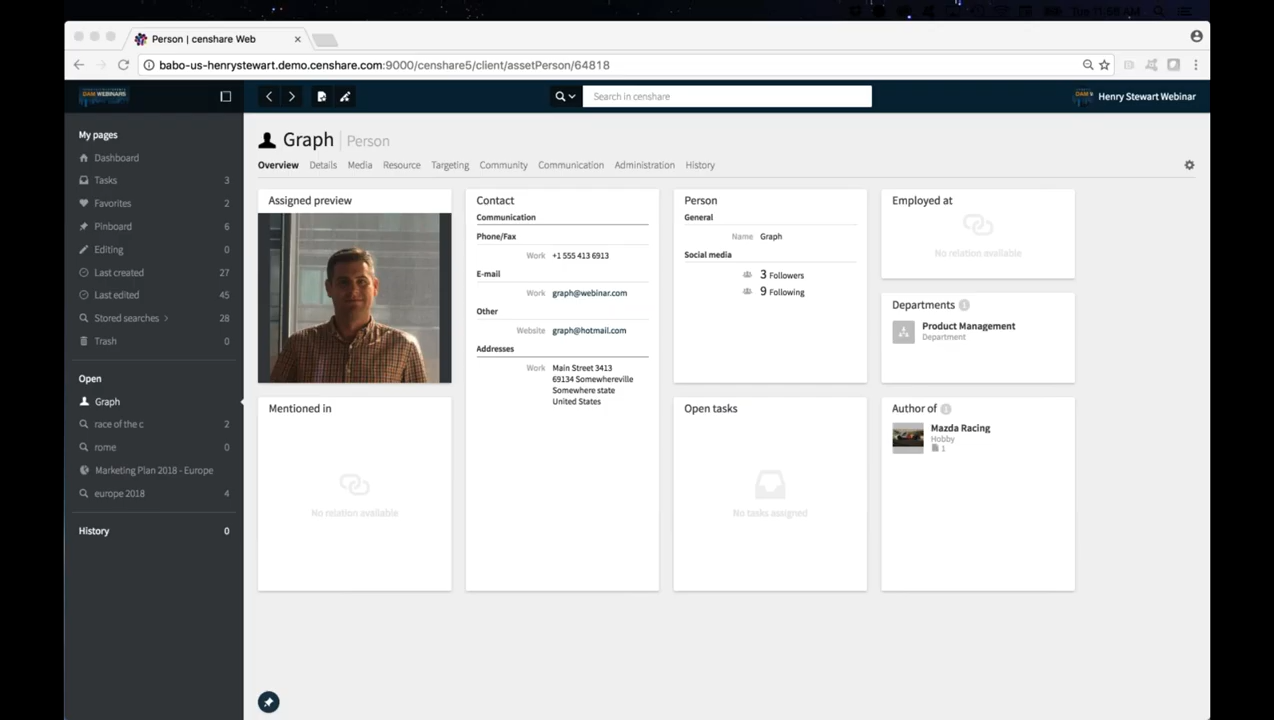 Tue 11:56 AM
Person | censhare Web
babo-us-henrystewart.demo.censhare.com:9000/censhare5/client/assetPerson/64818
DAM WEBINARS
Search in censhare
Henry Stewart Webinar
My pages
Dashboard
Tasks 3
Favorites 2
Pinboard 6
Editing 0
Last created 27
Last edited 45
Stored searches > 28
Trash 0
Open
Graph
race of the c 2
rome 0
Marketing Plan 2018 - Europe
europe 2018 4
History 0
Graph | Person
Overview Details Media Resource Targeting Community Communication Administration History
Assigned preview
Mentioned in
No relation available
Contact
Communication
Phone/Fax
Work +1 555 413 6913
E-mail
Work graph@webinar.com
Other
Website graph@hotmail.com
Addresses
Work Main Street 3413
69134 Somewhereville
Somewhere state
United States
Person
General
Name Graph
Social media
3 Followers
9 Following
Open tasks
No tasks assigned
Employed at
No relation available
Departments
Product Management
Department
Author of
Mazda Racing
Hobby
1